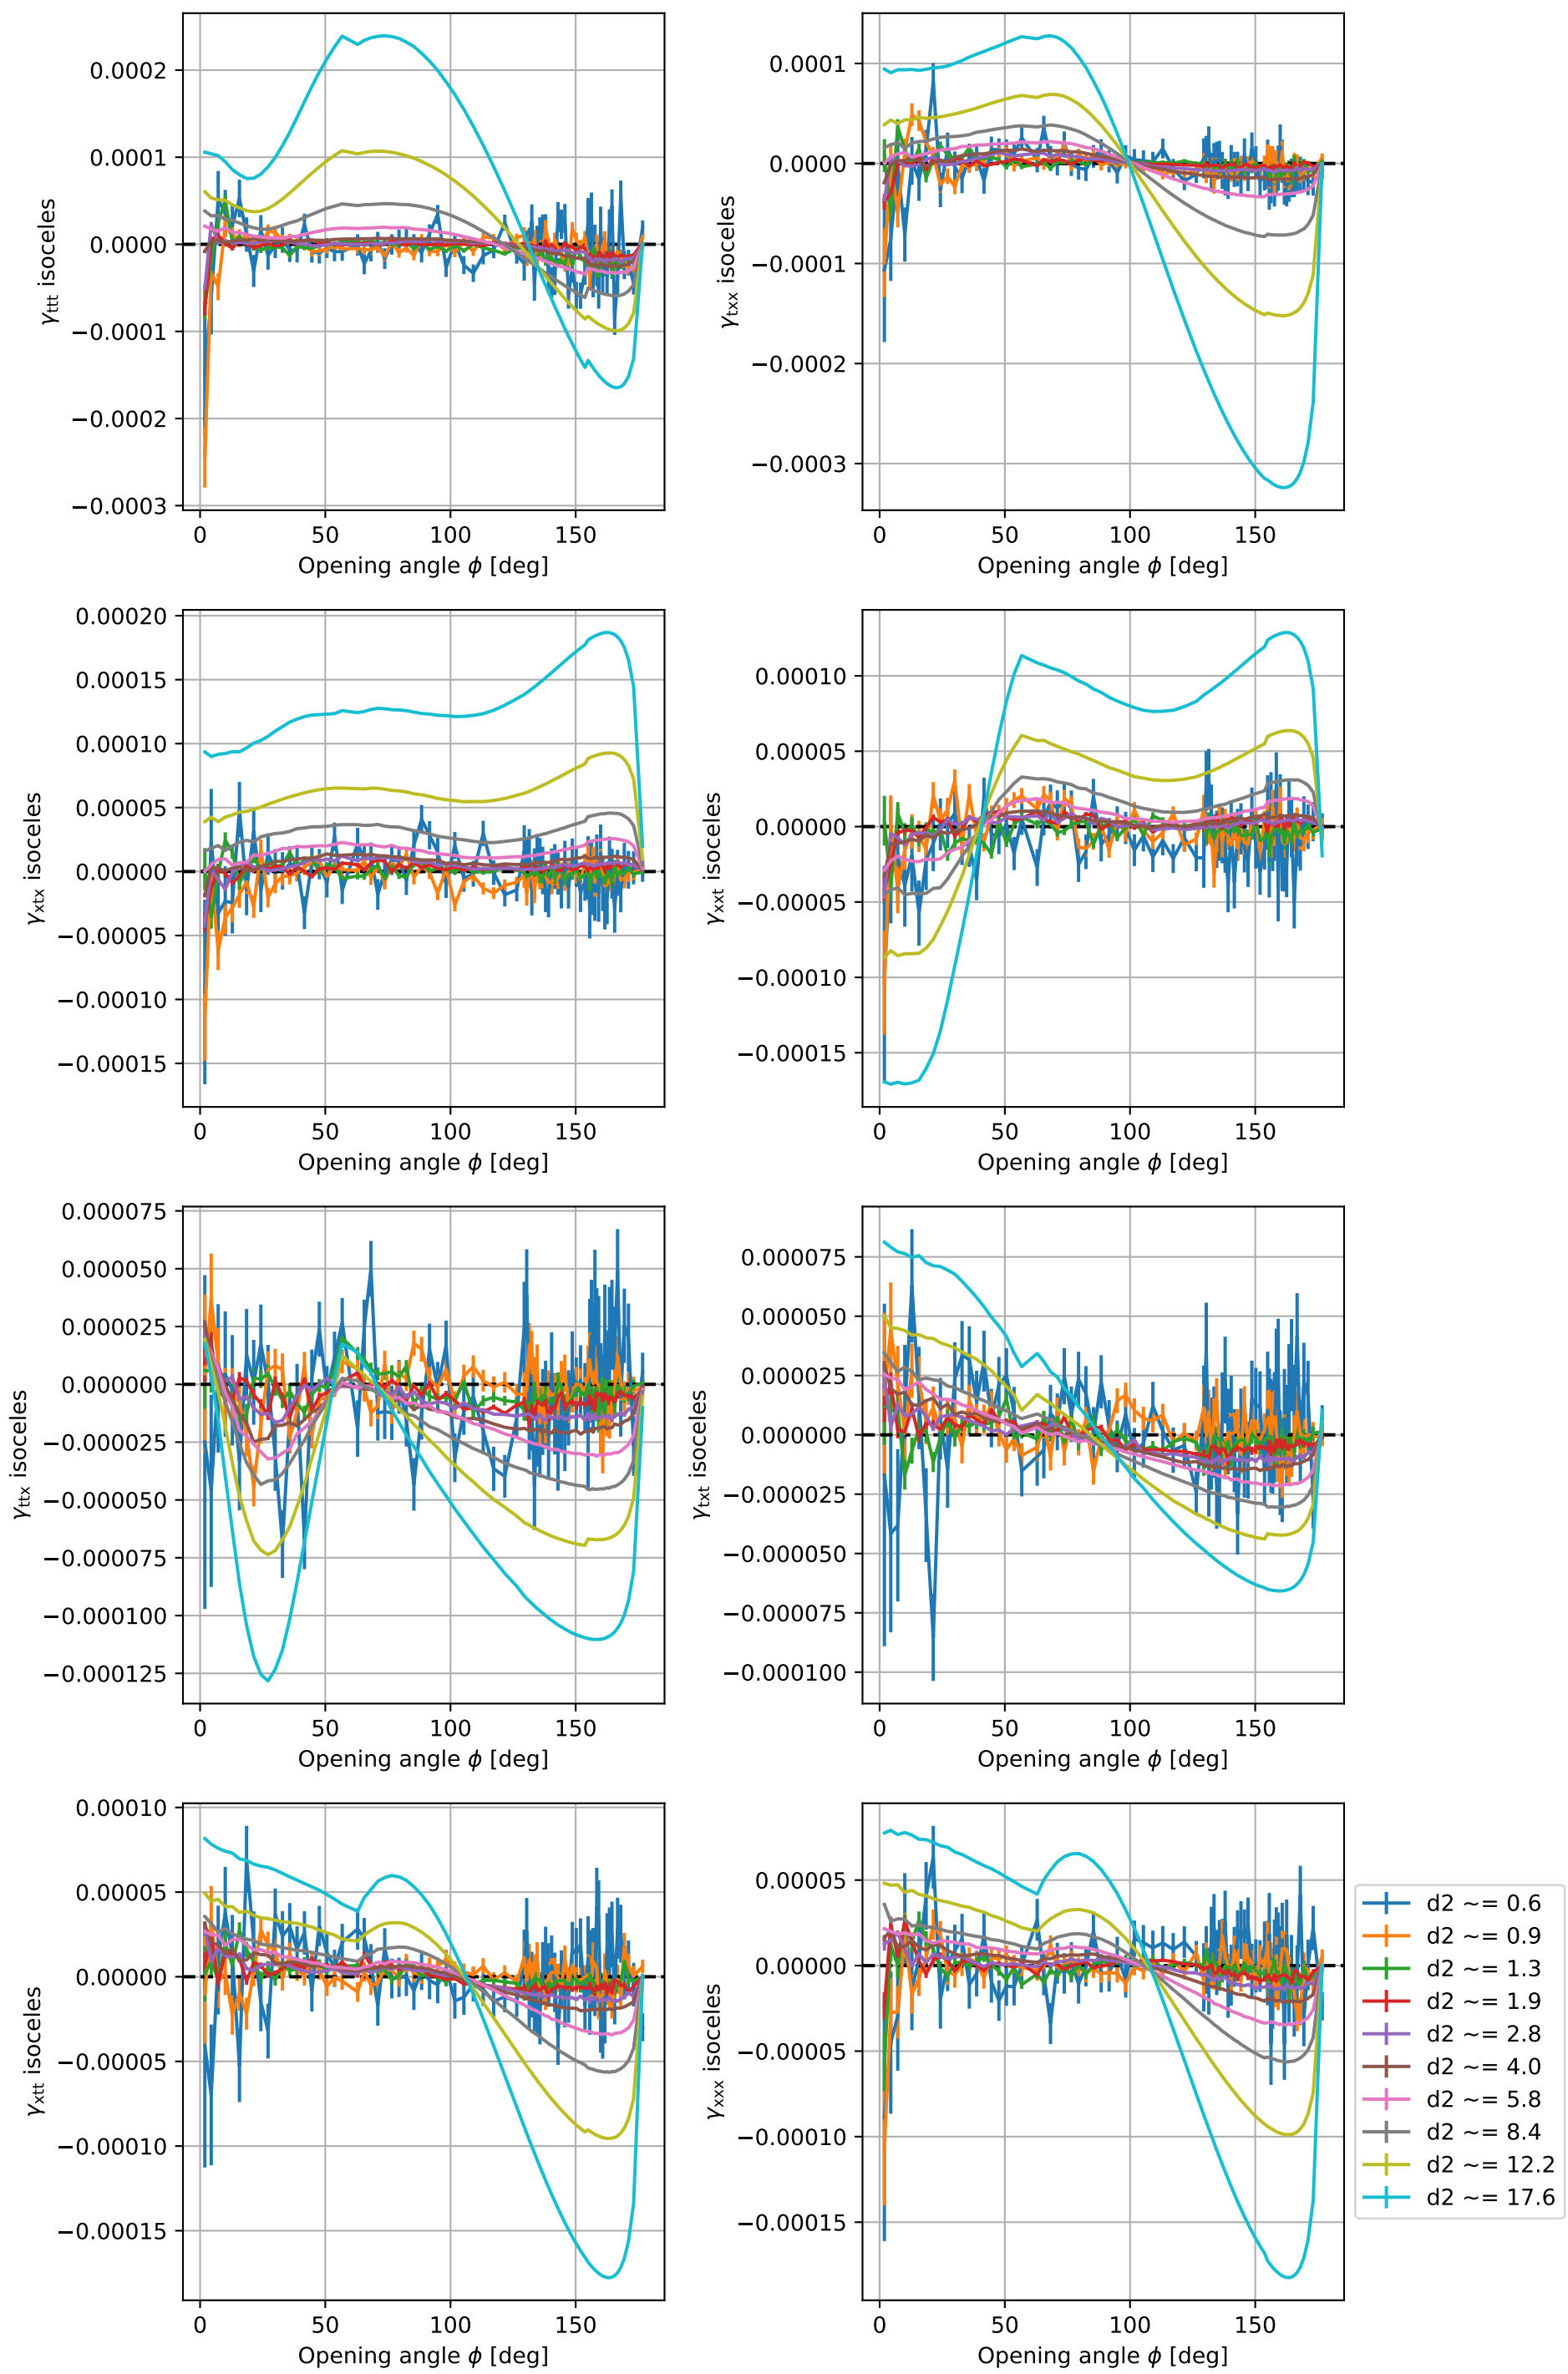 0.0002
0.0001
0.0000
−0.0001
−0.0002
−0.0003
γttt isoceles
0 50 100 150
Opening angle ϕ [deg]
0.0001
0.0000
−0.0001
−0.0002
−0.0003
γtxx isoceles
0 50 100 150
Opening angle ϕ [deg]
0.00020
0.00015
0.00010
0.00005
0.00000
−0.00005
−0.00010
−0.00015
γxtx isoceles
0 50 100 150
Opening angle ϕ [deg]
0.00010
0.00005
0.00000
−0.00005
−0.00010
−0.00015
γxxt isoceles
0 50 100 150
Opening angle ϕ [deg]
0.000075
0.000050
0.000025
0.000000
−0.000025
−0.000050
−0.000075
−0.000100
−0.000125
γttx isoceles
0 50 100 150
Opening angle ϕ [deg]
0.000075
0.000050
0.000025
0.000000
−0.000025
−0.000050
−0.000075
−0.000100
γtxt isoceles
0 50 100 150
Opening angle ϕ [deg]
0.00010
0.00005
0.00000
−0.00005
−0.00010
−0.00015
γxtt isoceles
0 50 100 150
Opening angle ϕ [deg]
0.00005
0.00000
−0.00005
−0.00010
−0.00015
γxxx isoceles
0 50 100 150
Opening angle ϕ [deg]
d2 ~= 0.6
d2 ~= 0.9
d2 ~= 1.3
d2 ~= 1.9
d2 ~= 2.8
d2 ~= 4.0
d2 ~= 5.8
d2 ~= 8.4
d2 ~= 12.2
d2 ~= 17.6